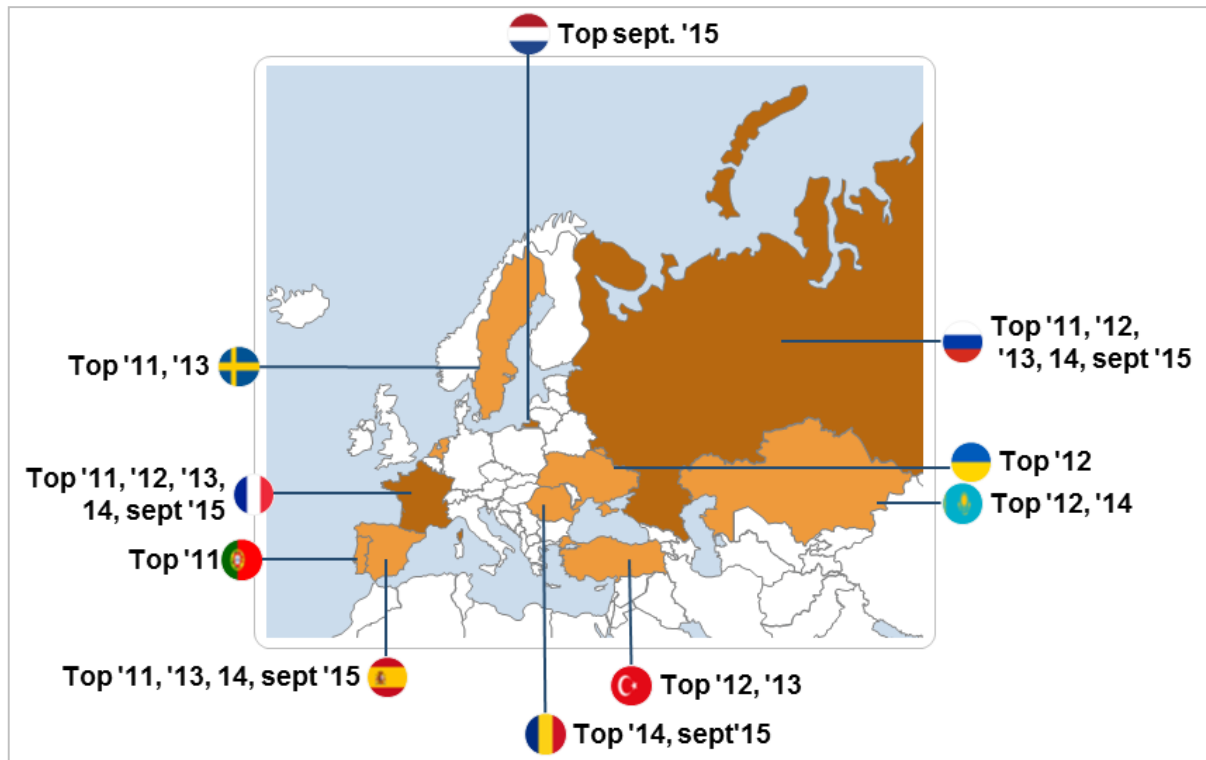 Top sept. '15
Top '11, '12,
'13, 14, sept '15
Top '11, '13
Top '12
Top '11, '12, '13,
14, sept '15
Top '12, '14
Top '11
Top '11, '13, 14, sept '15
Top '12, '13
Top '14, sept'15